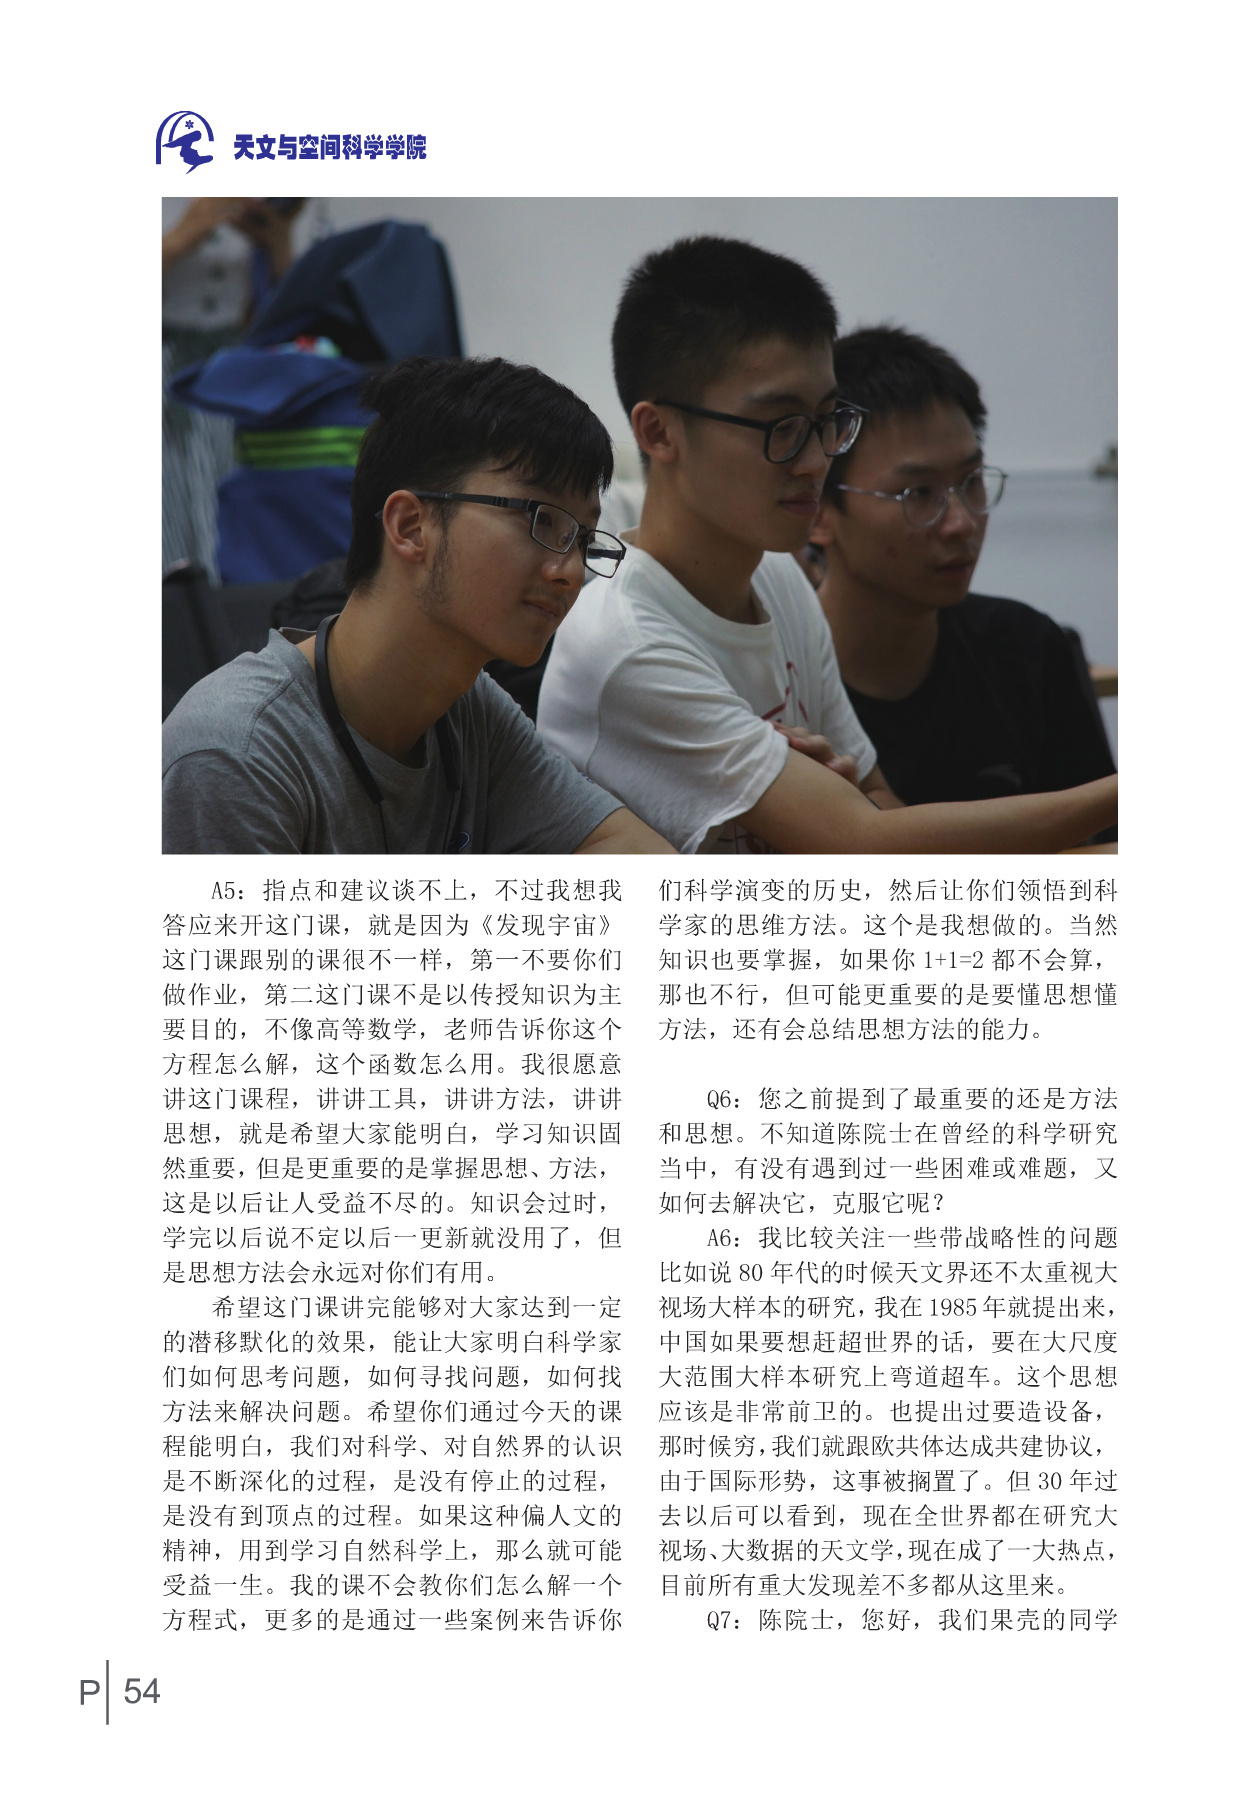 天文与空间科学学院
A5：指点和建议谈不上，不过我想我
答应来开这门课，就是因为《发现宇宙》
这门课跟别的课很不一样，第一不要你们
做作业，第二这门课不是以传授知识为主
要目的，不像高等数学，老师告诉你这个
方程怎么解，这个函数怎么用。我很愿意
讲这门课程，讲讲工具，讲讲方法，讲讲
思想，就是希望大家能明白，学习知识固
然重要，但是更重要的是掌握思想、方法，
这是以后让人受益不尽的。知识会过时，
学完以后说不定以后一更新就没用了，但
是思想方法会永远对你们有用。
希望这门课讲完能够对大家达到一定
的潜移默化的效果，能让大家明白科学家
们如何思考问题，如何寻找问题，如何找
方法来解决问题。希望你们通过今天的课
程能明白，我们对科学、对自然界的认识
是不断深化的过程，是没有停止的过程，
是没有到顶点的过程。如果这种偏人文的
精神，用到学习自然科学上，那么就可能
受益一生。我的课不会教你们怎么解一个
方程式，更多的是通过一些案例来告诉你
们科学演变的历史，然后让你们领悟到科
学家的思维方法。这个是我想做的。当然
知识也要掌握，如果你 1+1=2 都不会算，
那也不行，但可能更重要的是要懂思想懂
方法，还有会总结思想方法的能力。
Q6：您之前提到了最重要的还是方法
和思想。不知道陈院士在曾经的科学研究
当中，有没有遇到过一些困难或难题，又
如何去解决它，克服它呢？
A6：我比较关注一些带战略性的问题
比如说 80 年代的时候天文界还不太重视大
视场大样本的研究，我在 1985 年就提出来，
中国如果要想赶超世界的话，要在大尺度
大范围大样本研究上弯道超车。这个思想
应该是非常前卫的。也提出过要造设备，
那时候穷，我们就跟欧共体达成共建协议，
由于国际形势，这事被搁置了。但 30 年过
去以后可以看到，现在全世界都在研究大
视场、大数据的天文学，现在成了一大热点，
目前所有重大发现差不多都从这里来。
Q7：陈院士，您好，我们果壳的同学
P 54